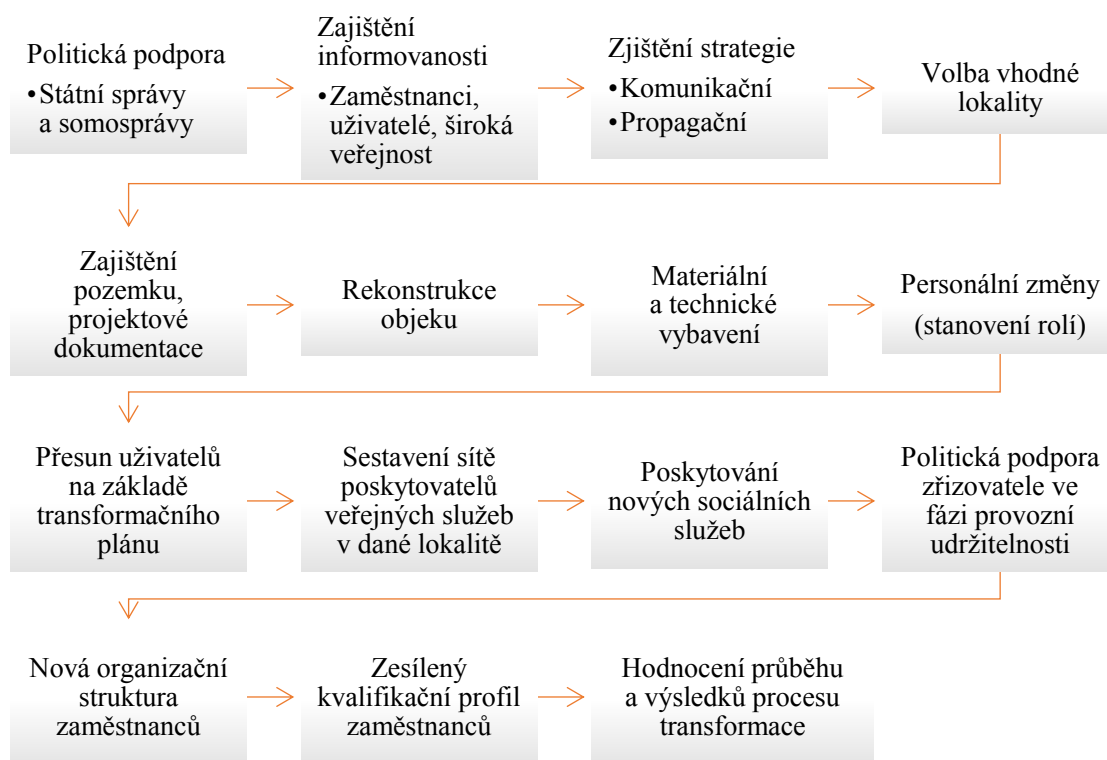 Politická podpora
•Státní správy
a somosprávy
Zajištění
informovanosti
•Zaměstnanci,
uživatelé, široká
veřejnost
Zjištění strategie
•Komunikační
•Propagační
Volba vhodné
lokality
Zajištění
pozemku,
projektové
dokumentace
Rekonstrukce
objeku
Materiální
a technické
vybavení
Personální změny
(stanovení rolí)
Přesun uživatelů
na základě
transformačního
plánu
Sestavení sítě
poskytovatelů
veřejných služeb
v dané lokalitě
Poskytování
nových sociálních
služeb
Politická podpora
zřizovatele ve
fázi provozní
udržitelnosti
Nová organizační
struktura
zaměstnanců
Zesílený
kvalifikační profil
zaměstnanců
Hodnocení průběhu
a výsledků procesu
transformace